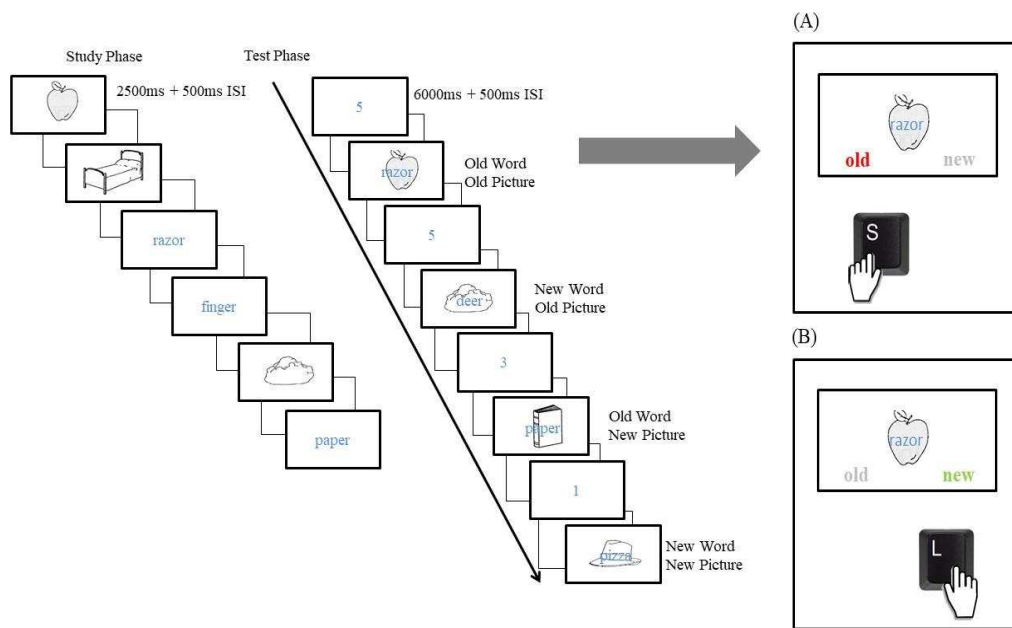 Study Phase
2500ms + 500ms ISI
razor
finger
paper
Test Phase
5
6000ms + 500ms ISI
razor
Old Word
Old Picture
5
deer
New Word
Old Picture
3
paper
Old Word
New Picture
1
pizza
New Word
New Picture
(A)
razor
old new
S
(B)
razor
old new
L